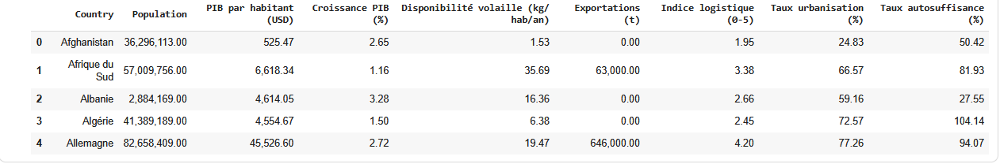 Country Population PIB par habitant (USD) Croissance PIB (%) Disponibilité volaille (kg/hab/an) Exportations (t) Indice logistique (0-5) Taux urbanisation (%) Taux autosuffisance (%)
0 Afghanistan 36,296,113.00 525.47 2.65 1.53 0.00 1.95 24.83 50.42
1 Afrique du Sud 57,009,756.00 6,618.34 1.16 35.69 63,000.00 3.38 66.57 81.93
2 Albanie 2,884,169.00 4,614.05 3.28 16.36 0.00 2.66 59.16 27.55
3 Algérie 41,389,189.00 4,554.67 1.50 6.38 0.00 2.45 72.57 104.14
4 Allemagne 82,658,409.00 45,526.60 2.72 19.47 646,000.00 4.20 77.26 94.07